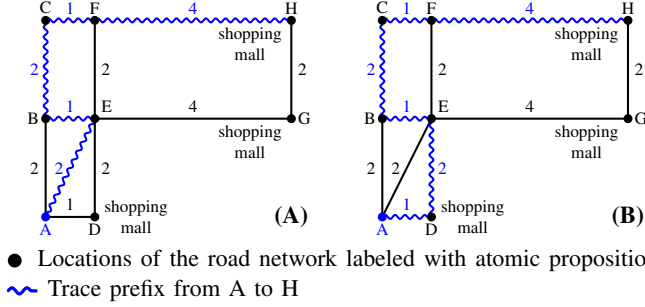 C 1 F 4 H
shopping
mall
2 2 2
B 1 E 4 G
shopping
mall
2 2 2
1 shopping
mall
A D (A)
C 1 F 4 H
shopping
mall
2 2 2
B 1 E 4 G
shopping
mall
2 2 2
1 shopping
mall
A D (B)
Locations of the road network labeled with atomic propositio
Trace prefix from A to H